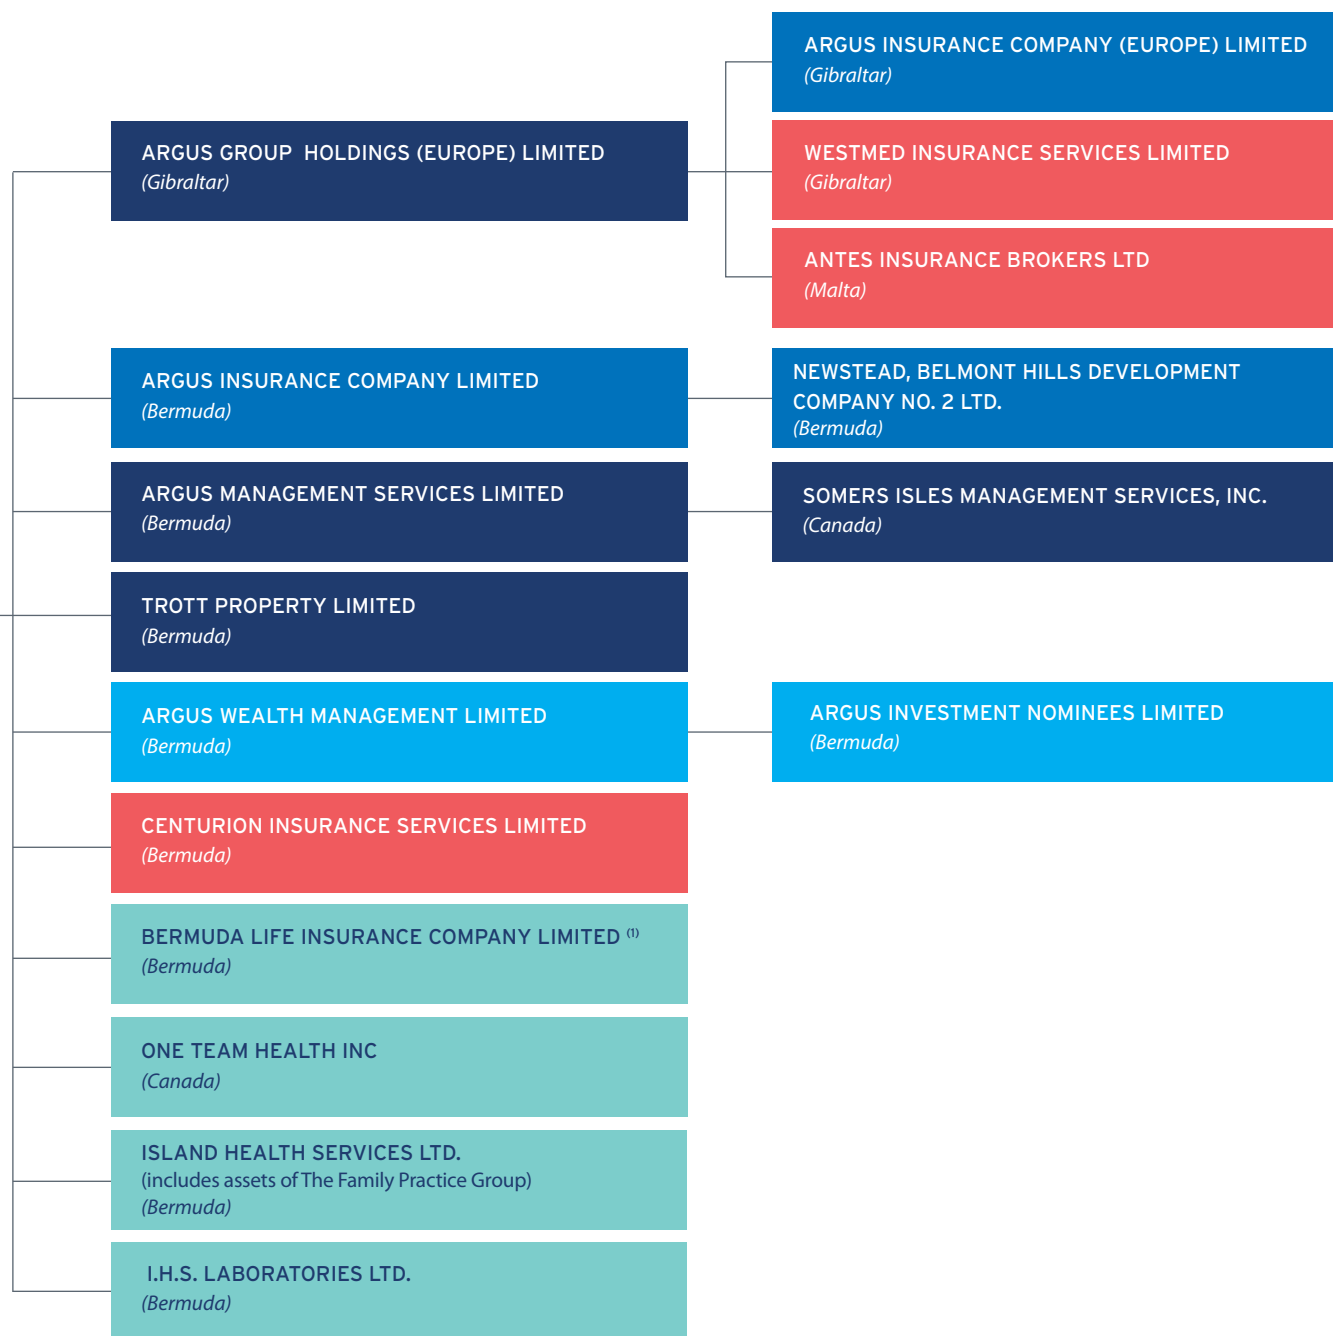 ARGUS INSURANCE COMPANY (EUROPE) LIMITED
(Gibraltar)
ARGUS GROUP HOLDINGS (EUROPE) LIMITED
(Gibraltar)
WESTMED INSURANCE SERVICES LIMITED
(Gibraltar)
ANTES INSURANCE BROKERS LTD
(Malta)
ARGUS INSURANCE COMPANY LIMITED
(Bermuda)
NEWSTEAD, BELMONT HILLS DEVELOPMENT
COMPANY NO. 2 LTD.
(Bermuda)
ARGUS MANAGEMENT SERVICES LIMITED
(Bermuda)
SOMERS ISLES MANAGEMENT SERVICES, INC.
(Canada)
TROTT PROPERTY LIMITED
(Bermuda)
ARGUS WEALTH MANAGEMENT LIMITED
(Bermuda)
ARGUS INVESTMENT NOMINEES LIMITED
(Bermuda)
CENTURION INSURANCE SERVICES LIMITED
(Bermuda)
BERMUDA LIFE INSURANCE COMPANY LIMITED (1)
(Bermuda)
ONE TEAM HEALTH INC
(Canada)
ISLAND HEALTH SERVICES LTD.
(includes assets of The Family Practice Group)
(Bermuda)
I.H.S. LABORATORIES LTD.
(Bermuda)